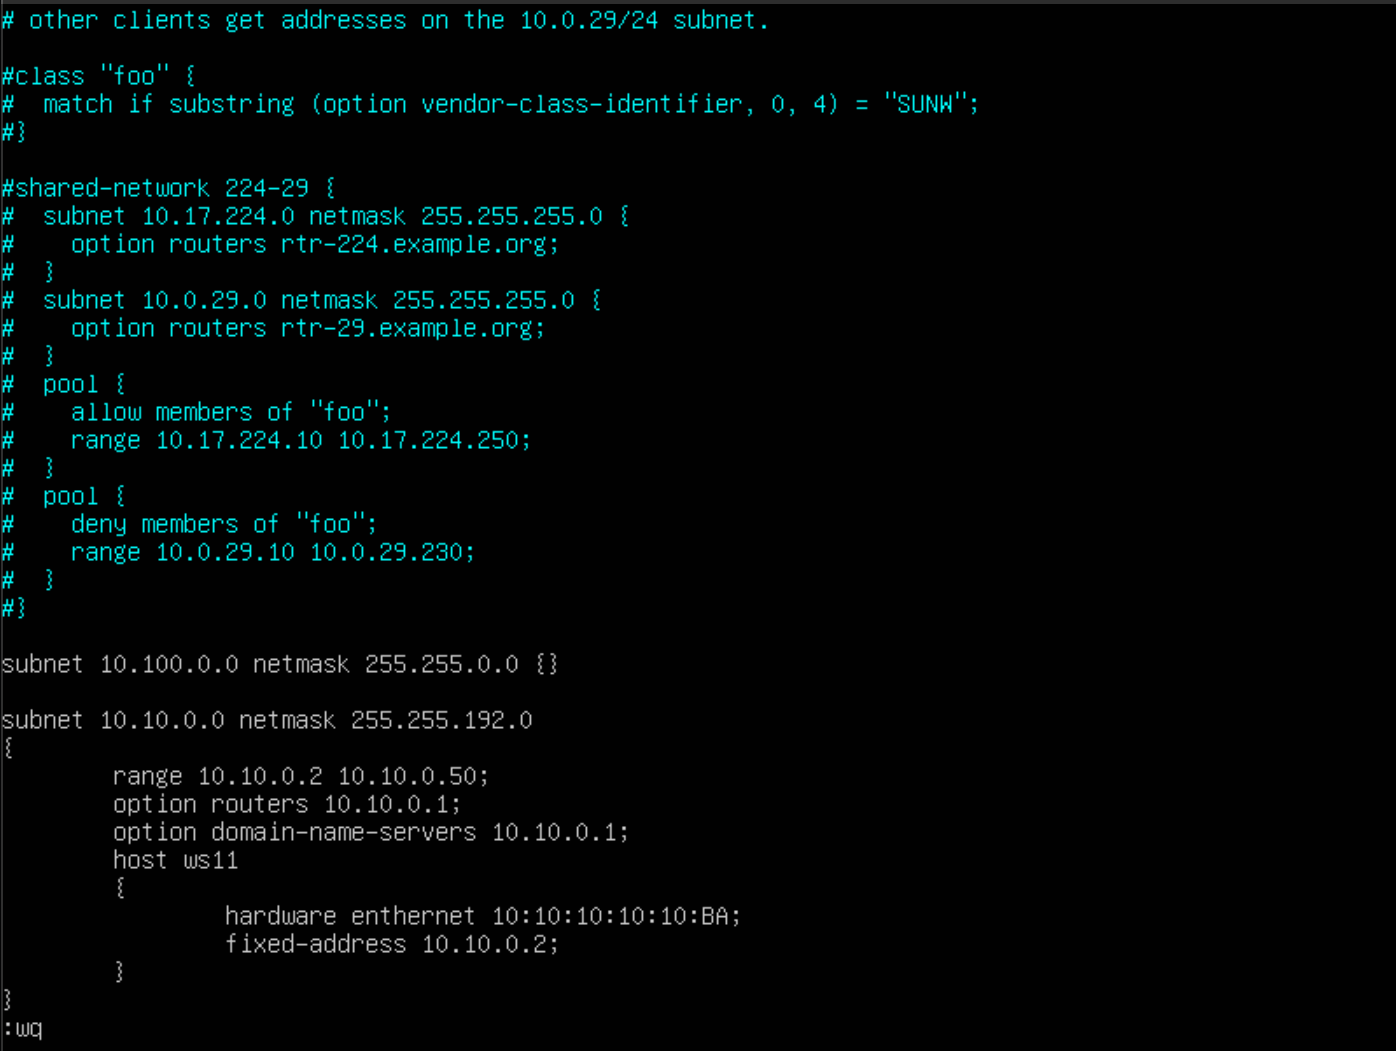 # other clients get addresses on the 10.0.29/24 subnet.
#class "foo" {
#  match if substring (option vendor-class-identifier, 0, 4) = "SUNW";
#}
#shared-network 224-29 {
#  subnet 10.17.224.0 netmask 255.255.255.0 {
#    option routers rtr-224.example.org;
#  }
#  subnet 10.0.29.0 netmask 255.255.255.0 {
#    option routers rtr-29.example.org;
#  }
#  pool {
#    allow members of "foo";
#    range 10.17.224.10 10.17.224.250;
#  }
#  pool {
#    deny members of "foo";
#    range 10.0.29.10 10.0.29.230;
#  }
#}
subnet 10.100.0.0 netmask 255.255.0.0 {}
subnet 10.10.0.0 netmask 255.255.192.0
{
        range 10.10.0.2 10.10.0.50;
        option routers 10.10.0.1;
        option domain-name-servers 10.10.0.1;
        host ws11
        {
                hardware enthernet 10:10:10:10:10:BA;
                fixed-address 10.10.0.2;
        }
}
:wq